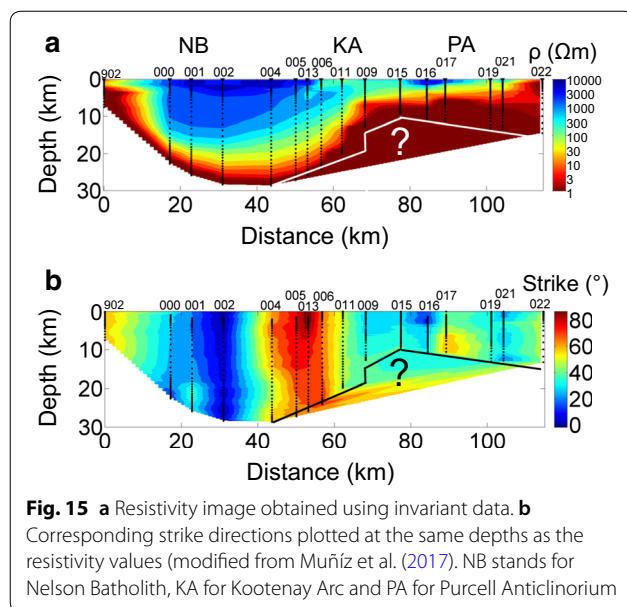 a
NB KA PA ρ (Ωm)
902 000 001 002 004 005 013 006 011 009 015 016 017 019 021 022
Depth (km)
0
10
20
30
?
10000
3000
1000
300
100
30
10
3
1
0 20 40 60 80 100
Distance (km)
b
Strike (°)
902 000 001 002 004 005 013 006 011 009 015 016 017 019 021 022
Depth (km)
0
10
20
30
?
80
60
40
20
0
0 20 40 60 80 100
Distance (km)
Fig. 15 a Resistivity image obtained using invariant data. b
Corresponding strike directions plotted at the same depths as the
resistivity values (modified from Muñíz et al. (2017). NB stands for
Nelson Batholith, KA for Kootenay Arc and PA for Purcell Anticlinorium